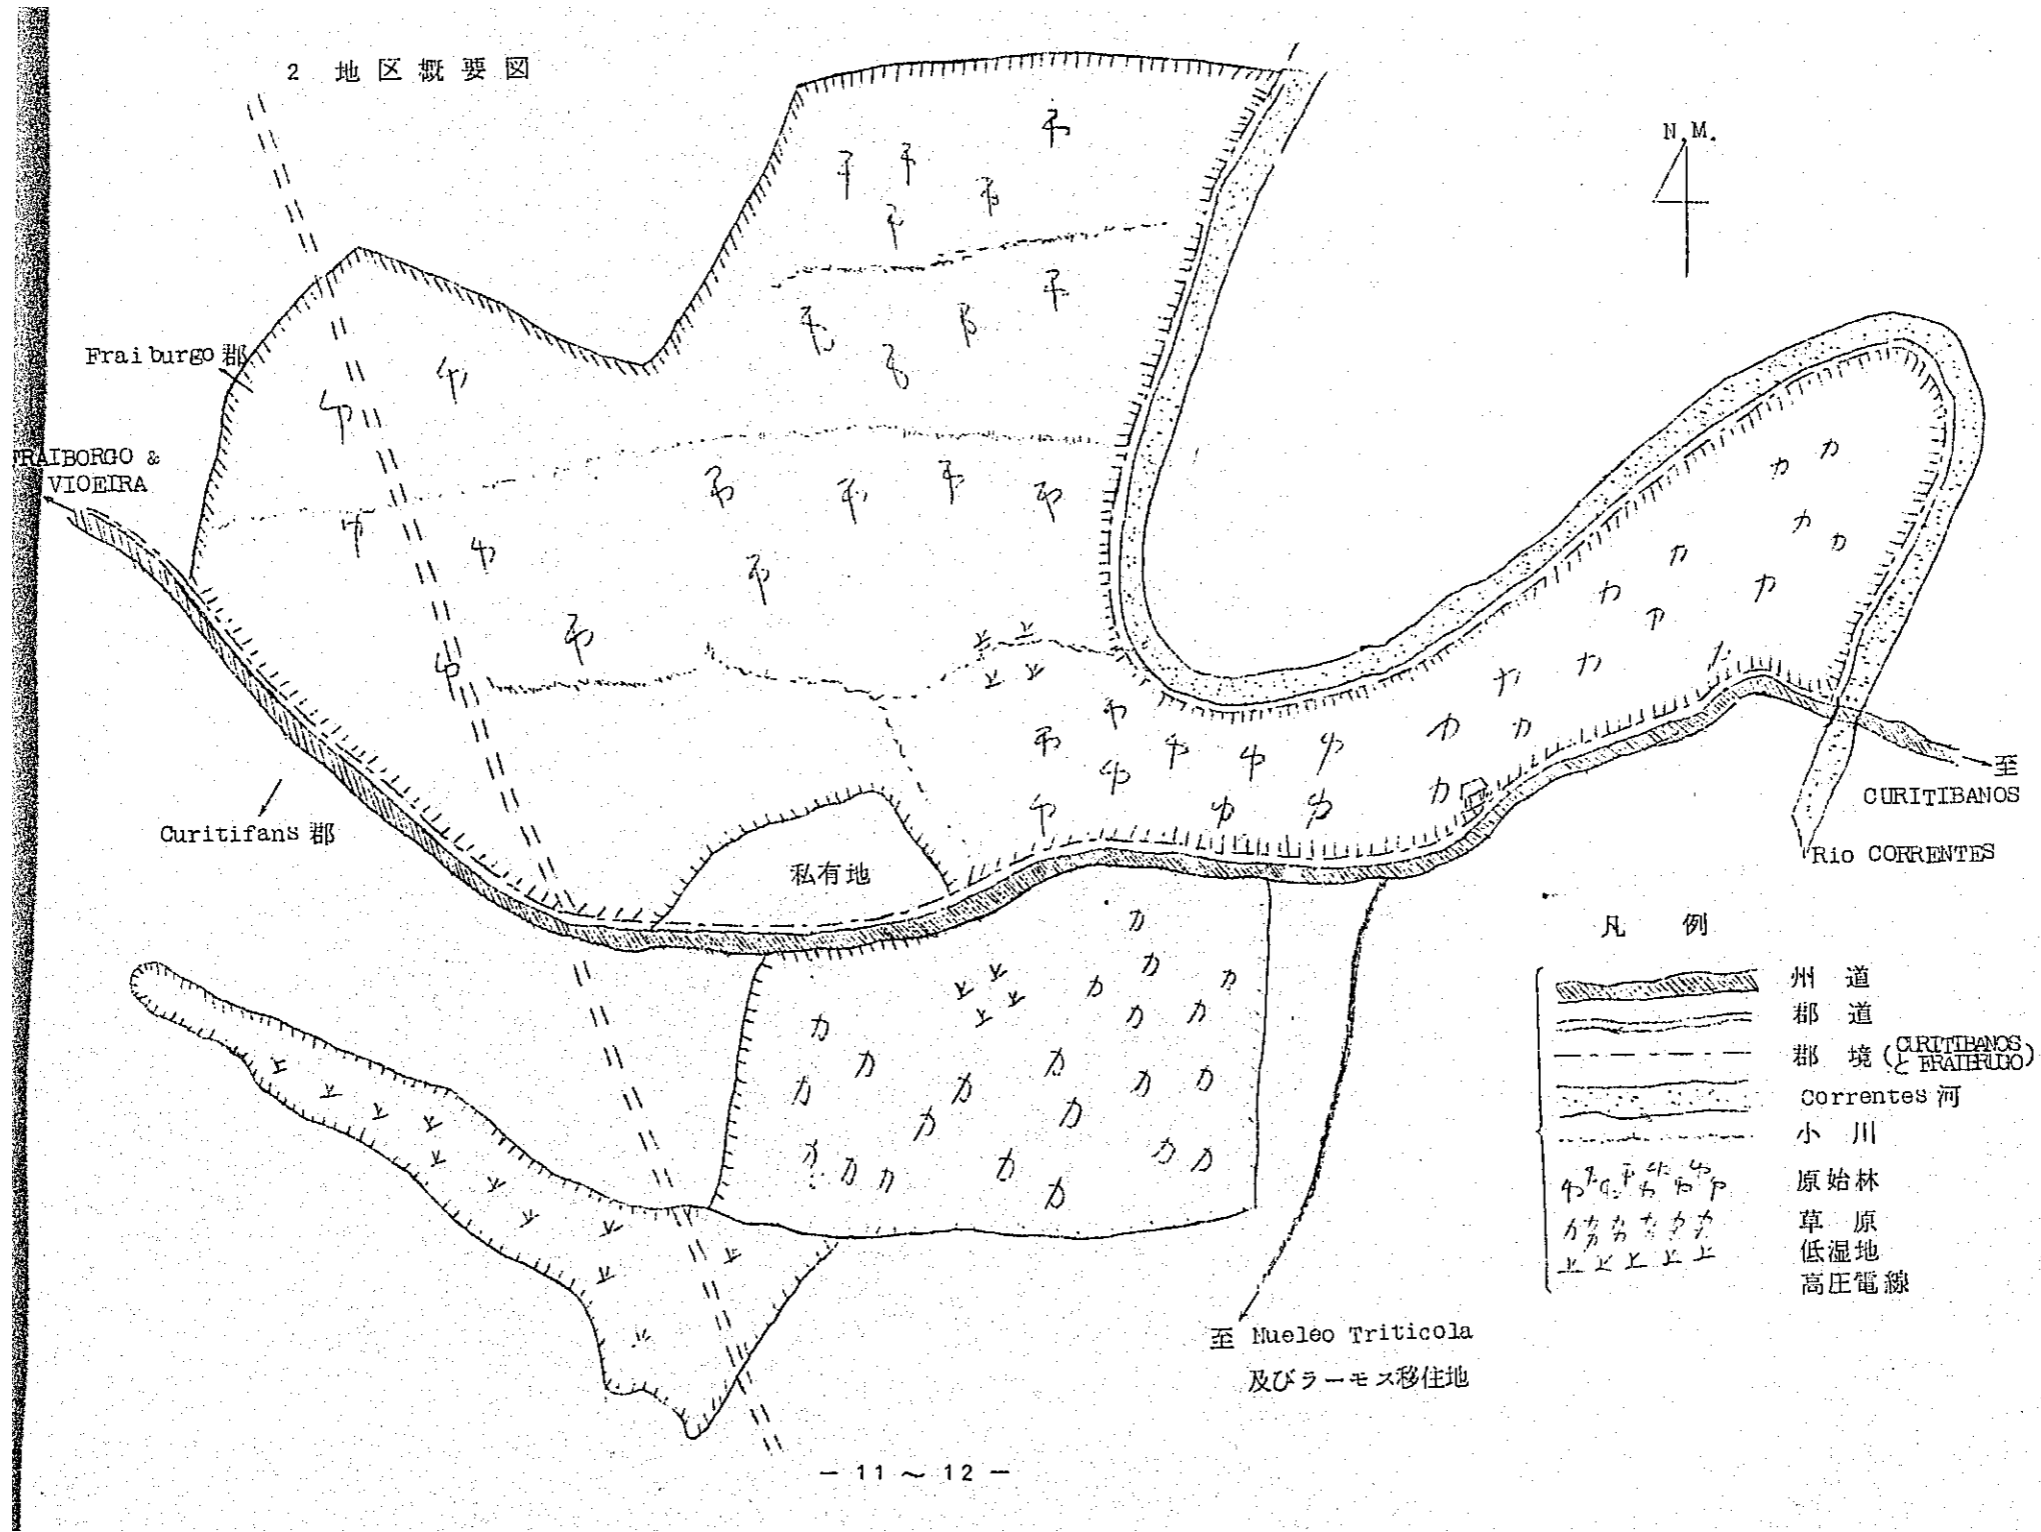 2 地区概要図
N.M.
Fraiburgo 郡
FRAIBORGO &
VIOEIRA
Curitifans 郡
私有地
至
CURITIBANOS
Rio CORRENTES
凡 例
州 道
郡 道
郡 境 (CURITIBANOS
と FRAIBRUGO)
Correntes 河
小 川
原始林
草 原
低湿地
高圧電線
至 Nueleo Triticola
及びラーモス移住地
— 11 ~ 12 —